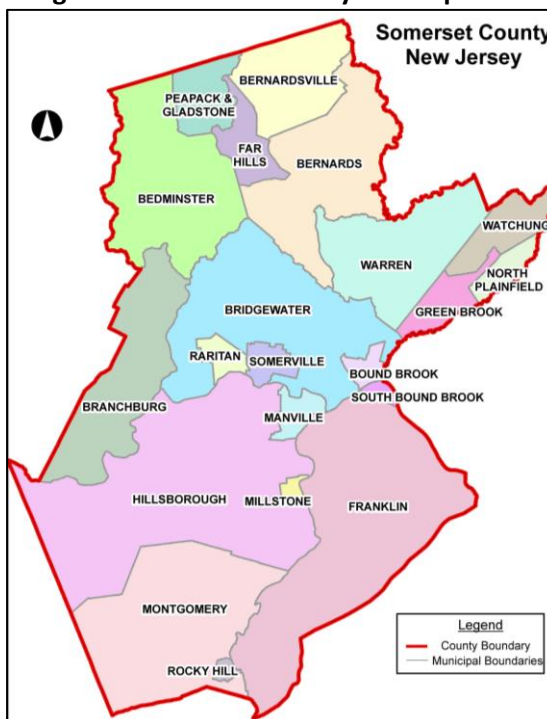 Somerset County
New Jersey
BERNARDSVILLE
PEAPACK &
GLADSTONE
FAR
HILLS
BERNARDS
BEDMINSTER
WATCHUNG
WARREN
NORTH
PLAINFIELD
GREEN BROOK
BRIDGEWATER
RARITAN
SOMERVILLE
BOUND BROOK
SOUTH BOUND BROOK
BRANCHBURG
MANVILLE
HILLSBOROUGH
MILLSTONE
FRANKLIN
MONTGOMERY
ROCKY HILL
Legend
County Boundary
Municipal Boundaries